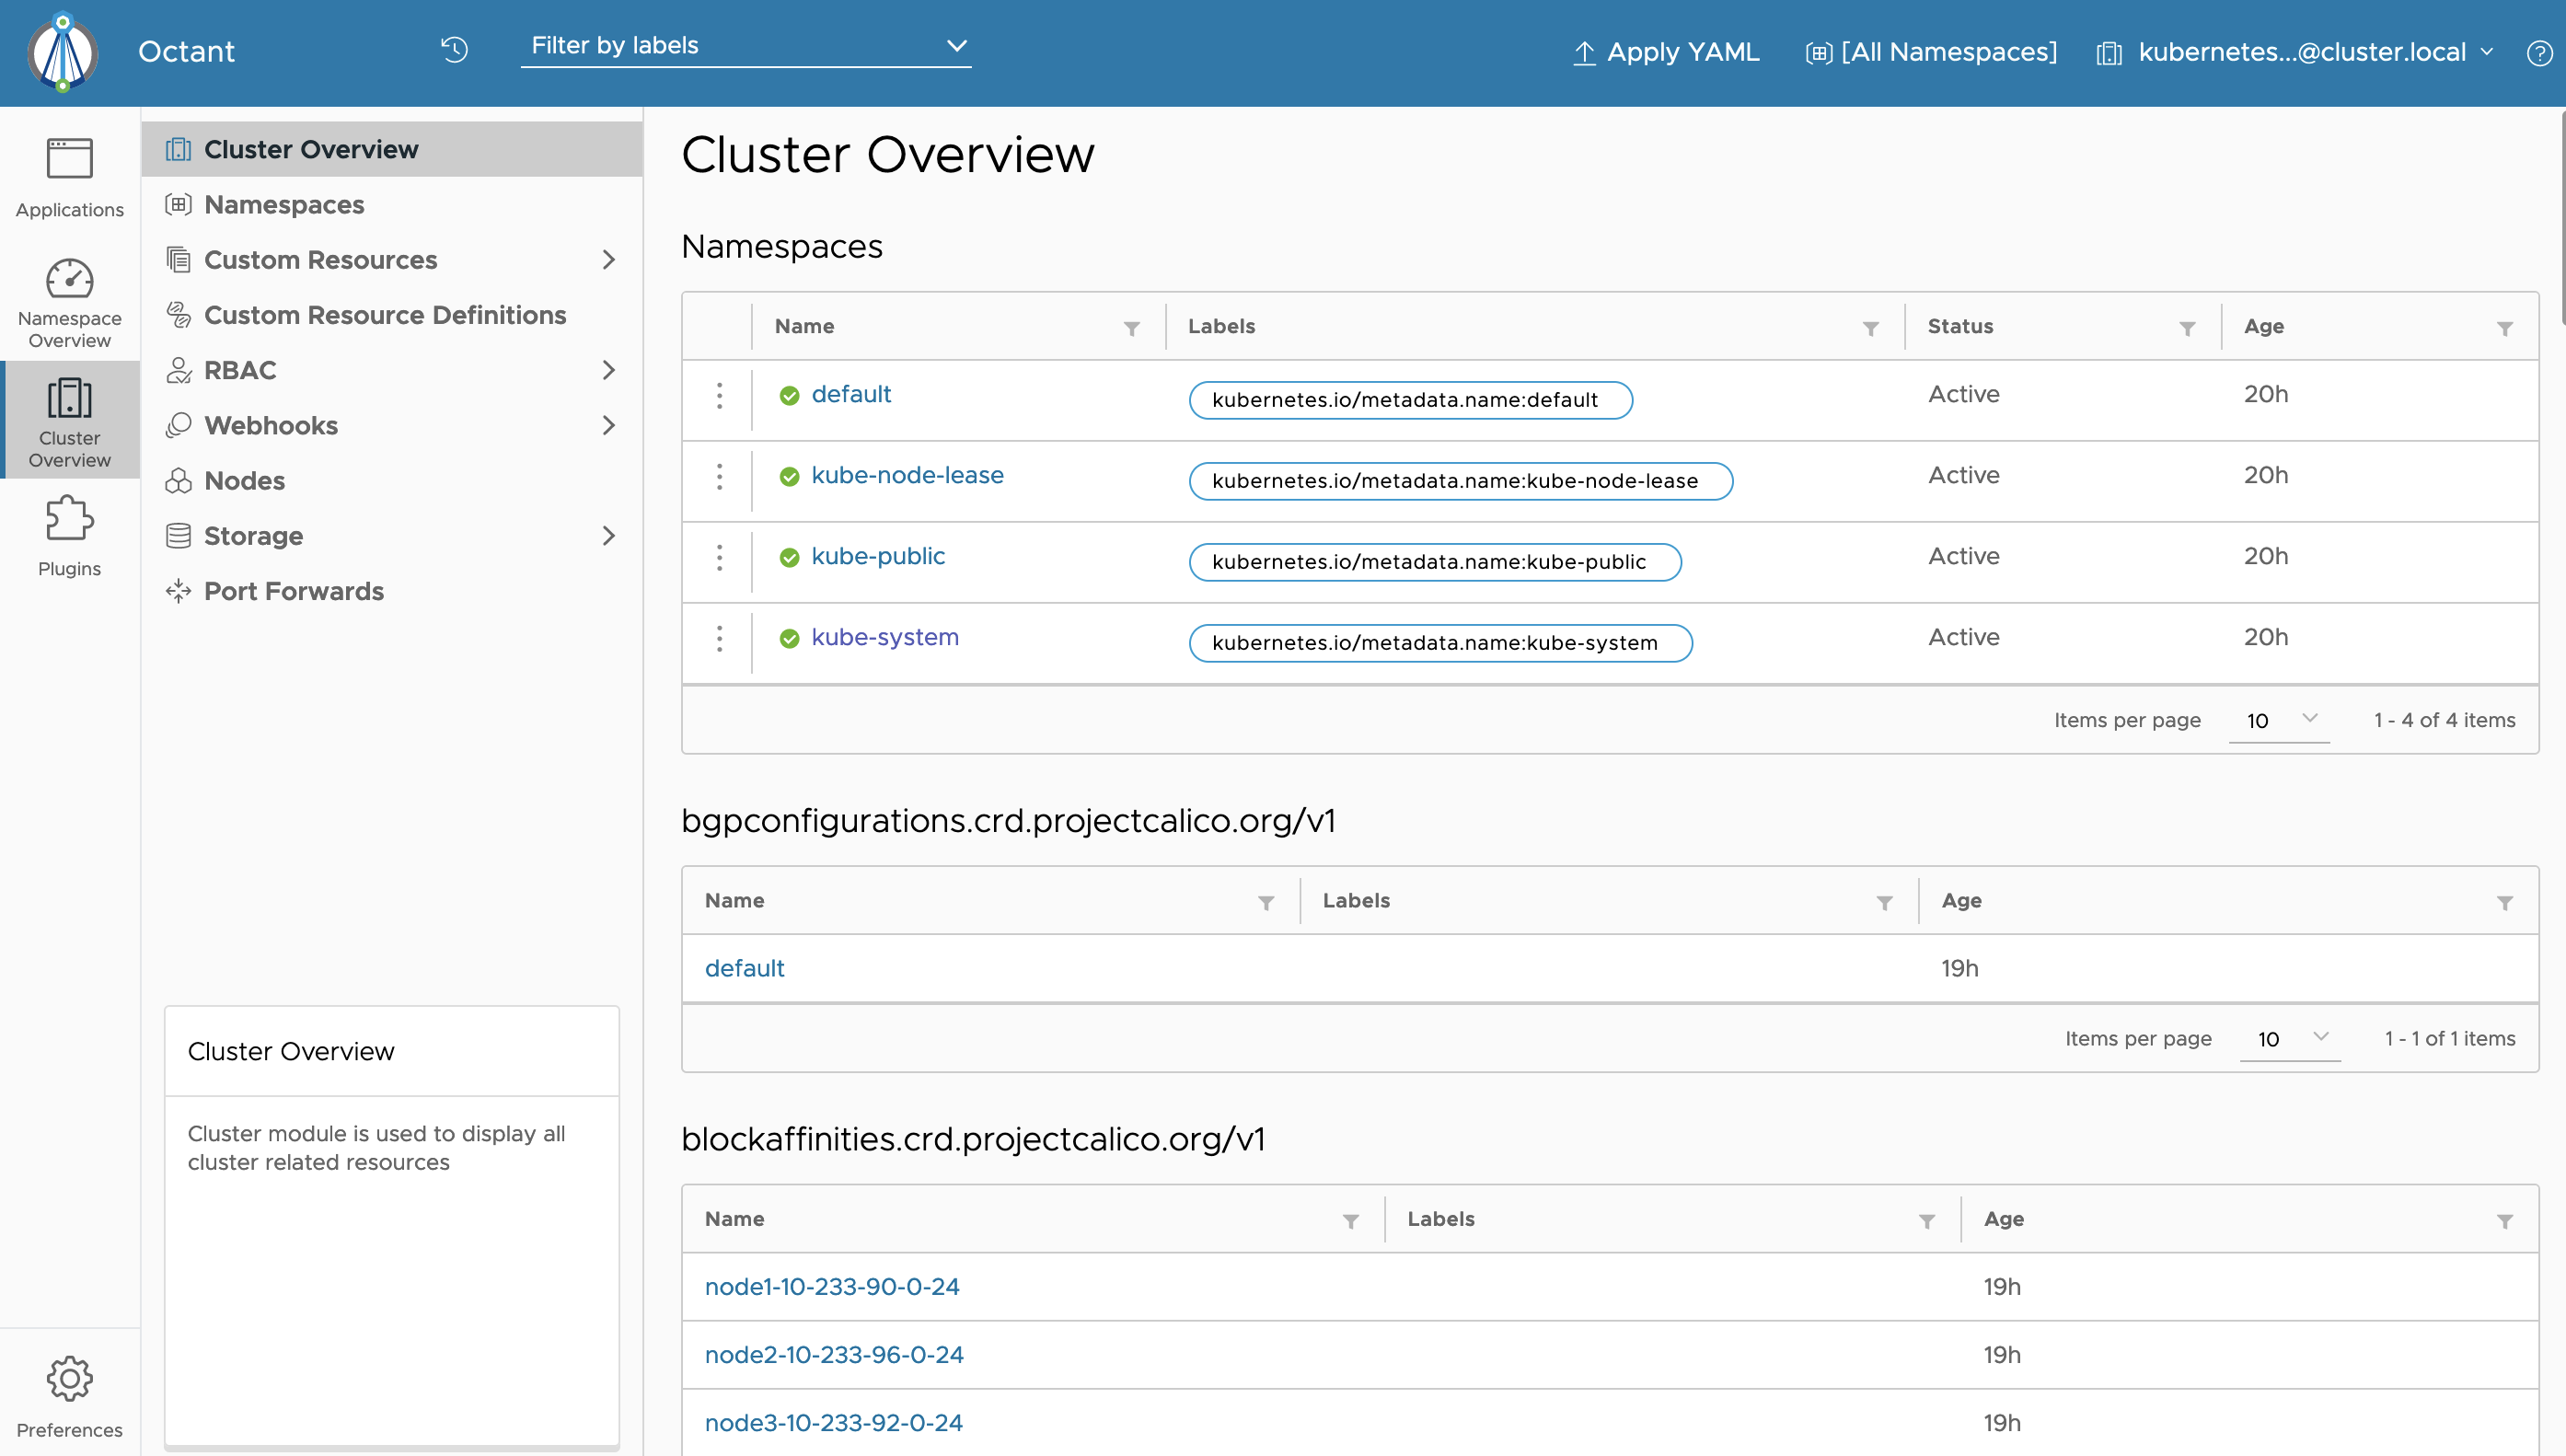 Octant
Filter by labels
Apply YAML
[All Namespaces]
kubernetes...@cluster.local
Applications
Namespace
Overview
Cluster
Overview
Plugins
Preferences
Cluster Overview
Namespaces
Custom Resources
Custom Resource Definitions
RBAC
Webhooks
Nodes
Storage
Port Forwards
Cluster Overview
Cluster module is used to display all
cluster related resources
Cluster Overview
Namespaces
Name Labels Status Age
default kubernetes.io/metadata.name:default Active 20h
kube-node-lease kubernetes.io/metadata.name:kube-node-lease Active 20h
kube-public kubernetes.io/metadata.name:kube-public Active 20h
kube-system kubernetes.io/metadata.name:kube-system Active 20h
Items per page 10 1 - 4 of 4 items
bgpconfigurations.crd.projectcalico.org/v1
Name Labels Age
default 19h
Items per page 10 1 - 1 of 1 items
blockaffinities.crd.projectcalico.org/v1
Name Labels Age
node1-10-233-90-0-24 19h
node2-10-233-96-0-24 19h
node3-10-233-92-0-24 19h